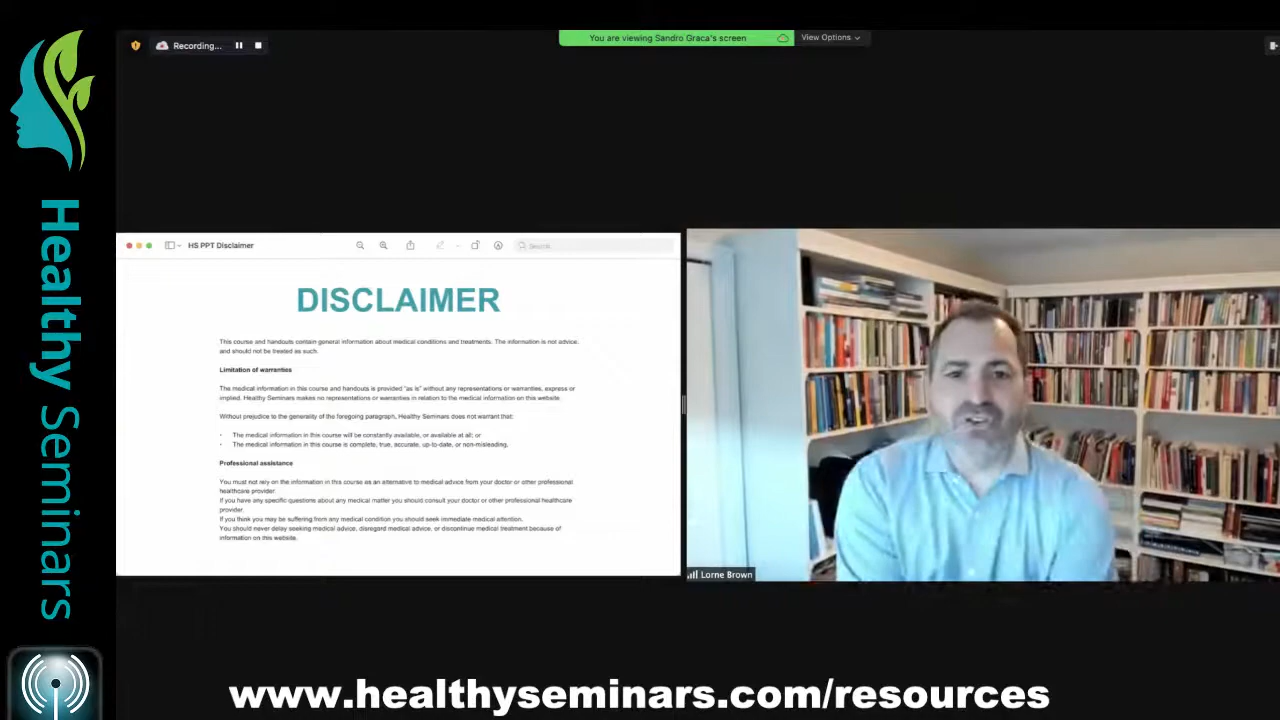 Recording...
You are viewing Sandro Graca's screen
View Options
Healthy Seminars
HS PPT Disclaimer
Search
DISCLAIMER
This course and handouts contain general information about medical conditions and treatments. The information is not advice,
and should not be treated as such.
Limitation of warranties
The medical information in this course and handouts is provided "as is" without any representations or warranties, express or
implied. Healthy Seminars makes no representations or warranties in relation to the medical information on this website.
Without prejudice to the generality of the foregoing paragraph, Healthy Seminars does not warrant that:
• The medical information in this course will be constantly available, or available at all; or
• The medical information in this course is complete, true, accurate, up-to-date, or non-misleading.
Professional assistance
You must not rely on the information in this course as an alternative to medical advice from your doctor or other professional
healthcare provider.
If you have any specific questions about any medical matter you should consult your doctor or other professional healthcare
provider.
If you think you may be suffering from any medical condition you should seek immediate medical attention.
You should never delay seeking medical advice, disregard medical advice, or discontinue medical treatment because of
information on this website.
Lorne Brown
www.healthyseminars.com/resources